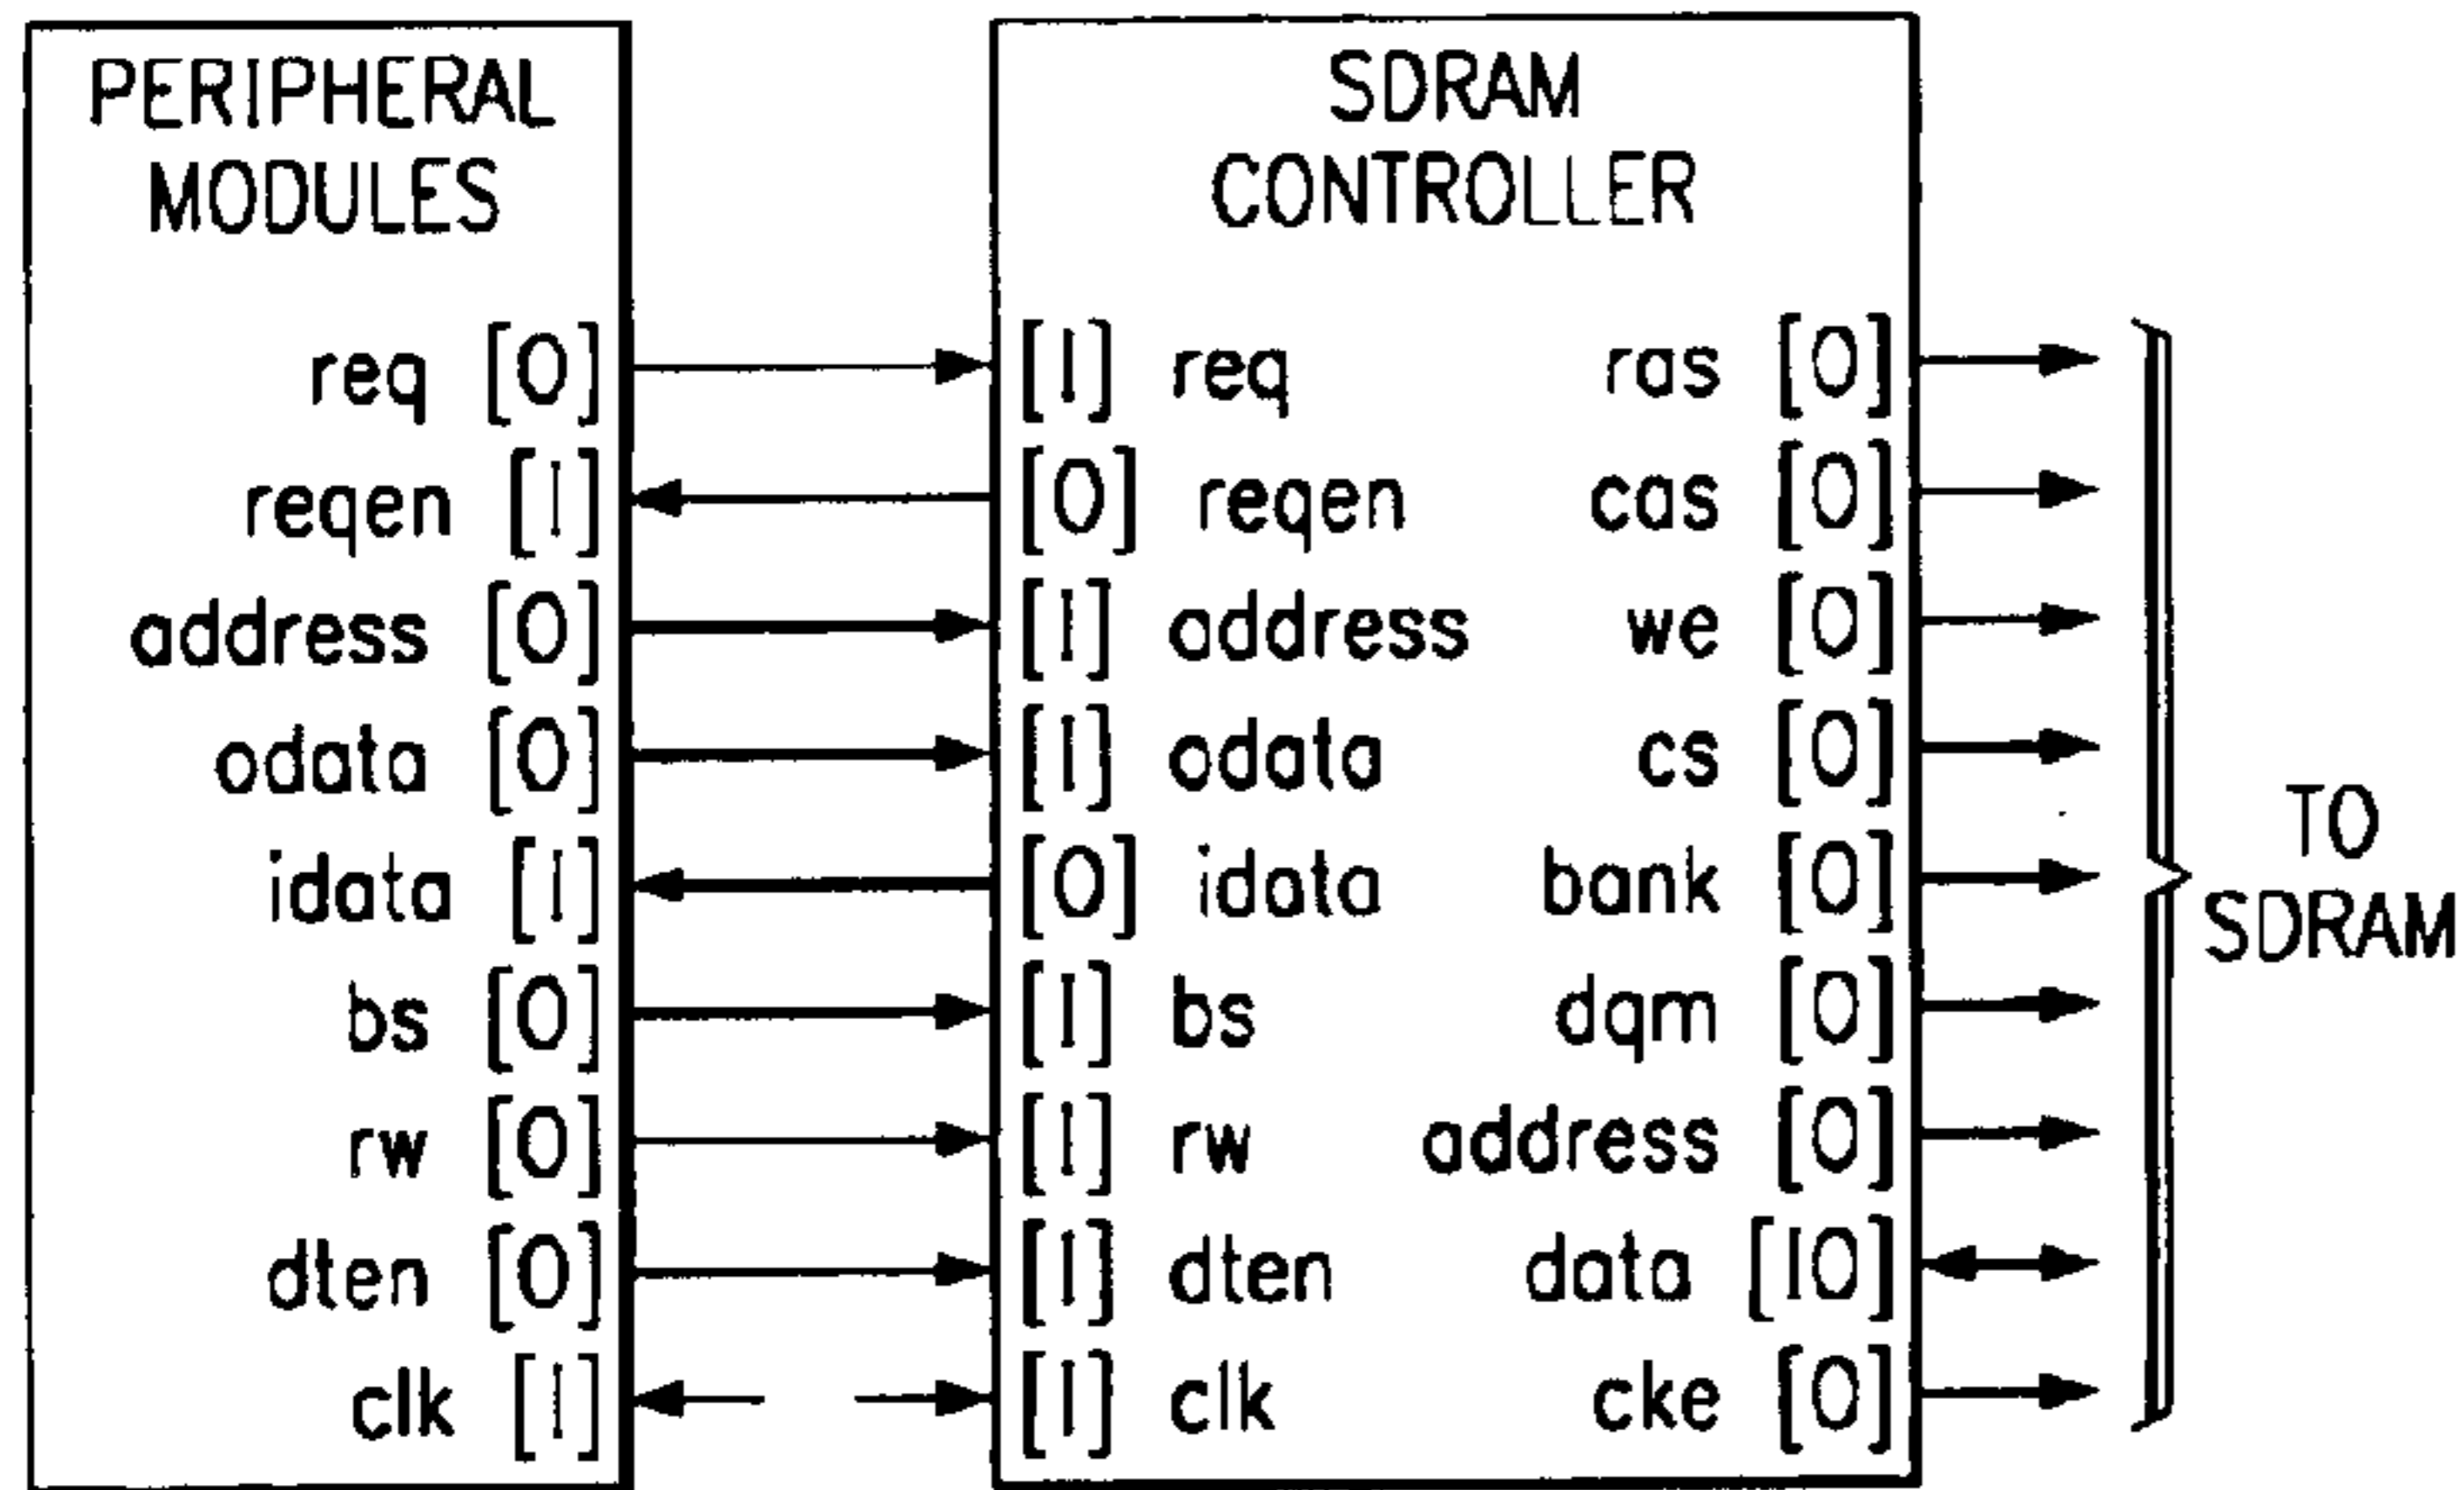 PERIPHERAL
MODULES
req [O]
reqen [I]
address [O]
odata [O]
idata [I]
bs [O]
rw [O]
dten [O]
clk [I]
SDRAM
CONTROLLER
[I] req ras [O]
[O] reqen cas [O]
[I] address we [O]
[I] odata cs [O]
[O] idata bank [O]
[I] bs dqm [O]
[I] rw address [O]
[I] dten data [IO]
[I] clk cke [O]
TO
SDRAM